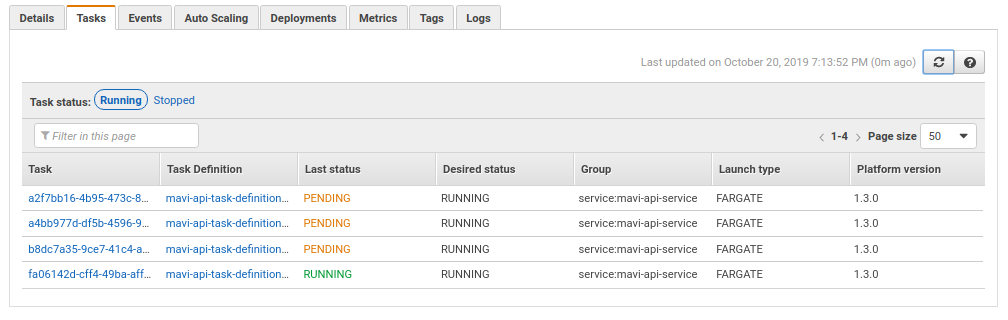 Details Tasks Events Auto Scaling Deployments Metrics Tags Logs
Last updated on October 20, 2019 7:13:52 PM (0m ago)
Task status: Running Stopped
Filter in this page 1-4 Page size 50
Task Task Definition Last status Desired status Group Launch type Platform version
a2f7bb16-4b95-473c-8... mavi-api-task-definition... PENDING RUNNING service:mavi-api-service FARGATE 1.3.0
a4bb977d-df5b-4596-9... mavi-api-task-definition... PENDING RUNNING service:mavi-api-service FARGATE 1.3.0
b8dc7a35-9ce7-41c4-a... mavi-api-task-definition... PENDING RUNNING service:mavi-api-service FARGATE 1.3.0
fa06142d-cff4-49ba-aff... mavi-api-task-definition... RUNNING RUNNING service:mavi-api-service FARGATE 1.3.0